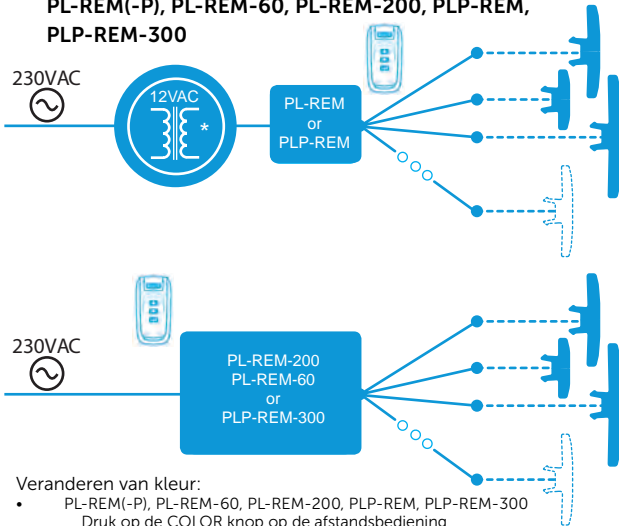 PL-REM(-P), PL-REM-60, PL-REM-200, PLP-REM,
PLP-REM-300
230VAC
12VAC
*
PL-REM
or
PLP-REM
230VAC
PL-REM-200
PL-REM-60
or
PLP-REM-300
Veranderen van kleur:
• PL-REM(-P), PL-REM-60, PL-REM-200, PLP-REM, PLP-REM-300
Druk op de COLOR knop op de afstandsbediening